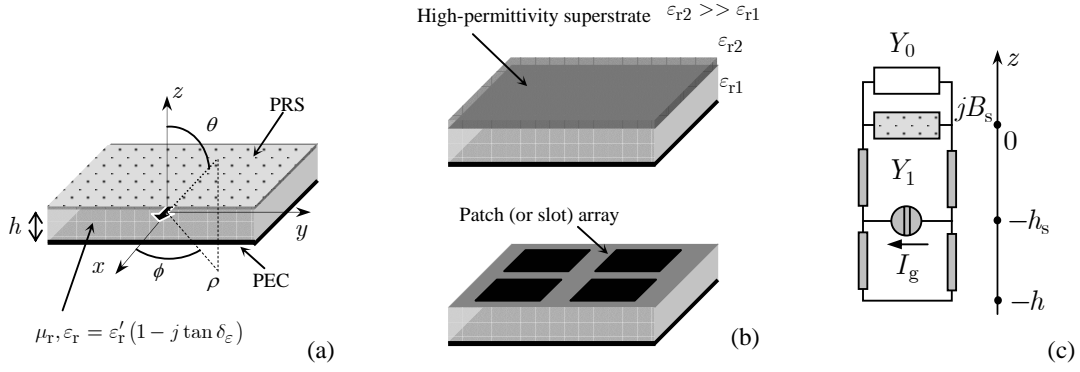 z
θ
PRS
h
y
x
ϕ
ρ
PEC
μr, εr = ε′r (1 − j tan δε)
(a)
High-permittivity superstrate εr2 >> εr1
εr2
εr1
Patch (or slot) array
(b)
Y0
z
jBs
0
Y1
−hs
Ig
−h
(c)